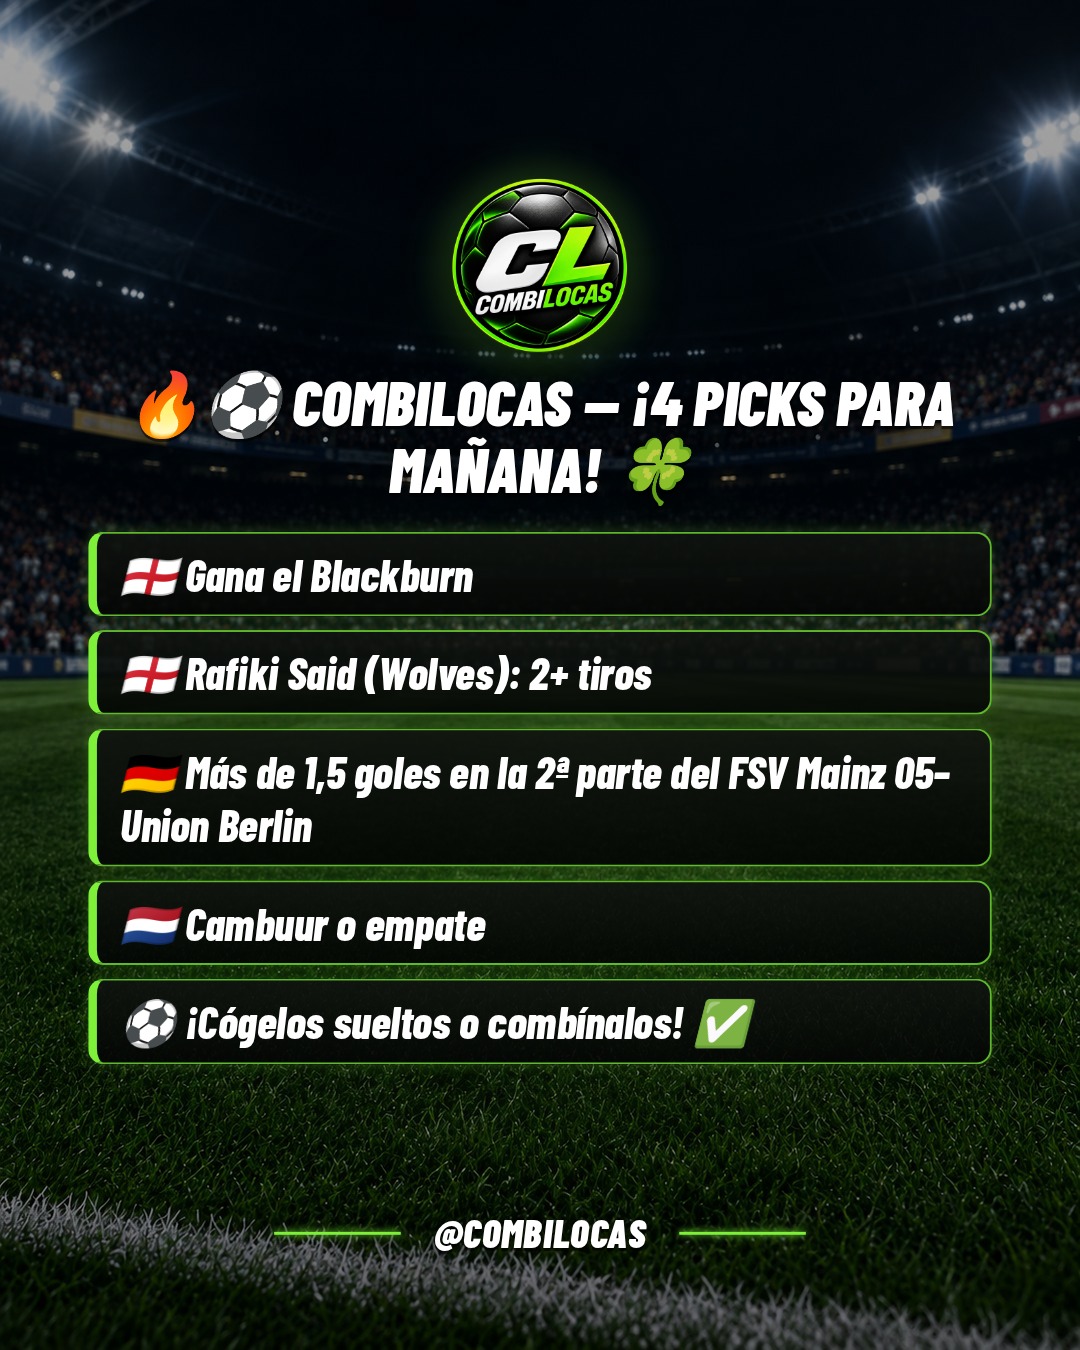 CL
COMBILOCAS
🔥⚽ COMBILOCAS – ¡4 PICKS PARA
MAÑANA! 🍀
🏴󠁧󠁢󠁥󠁮󠁧󠁿 Gana el Blackburn
🏴󠁧󠁢󠁥󠁮󠁧󠁿 Rafiki Said (Wolves): 2+ tiros
🇩🇪 Más de 1,5 goles en la 2ª parte del FSV Mainz 05–
Union Berlin
🇳🇱 Cambuur o empate
⚽ ¡Cógelos sueltos o combínalos! ✅
@COMBILOCAS